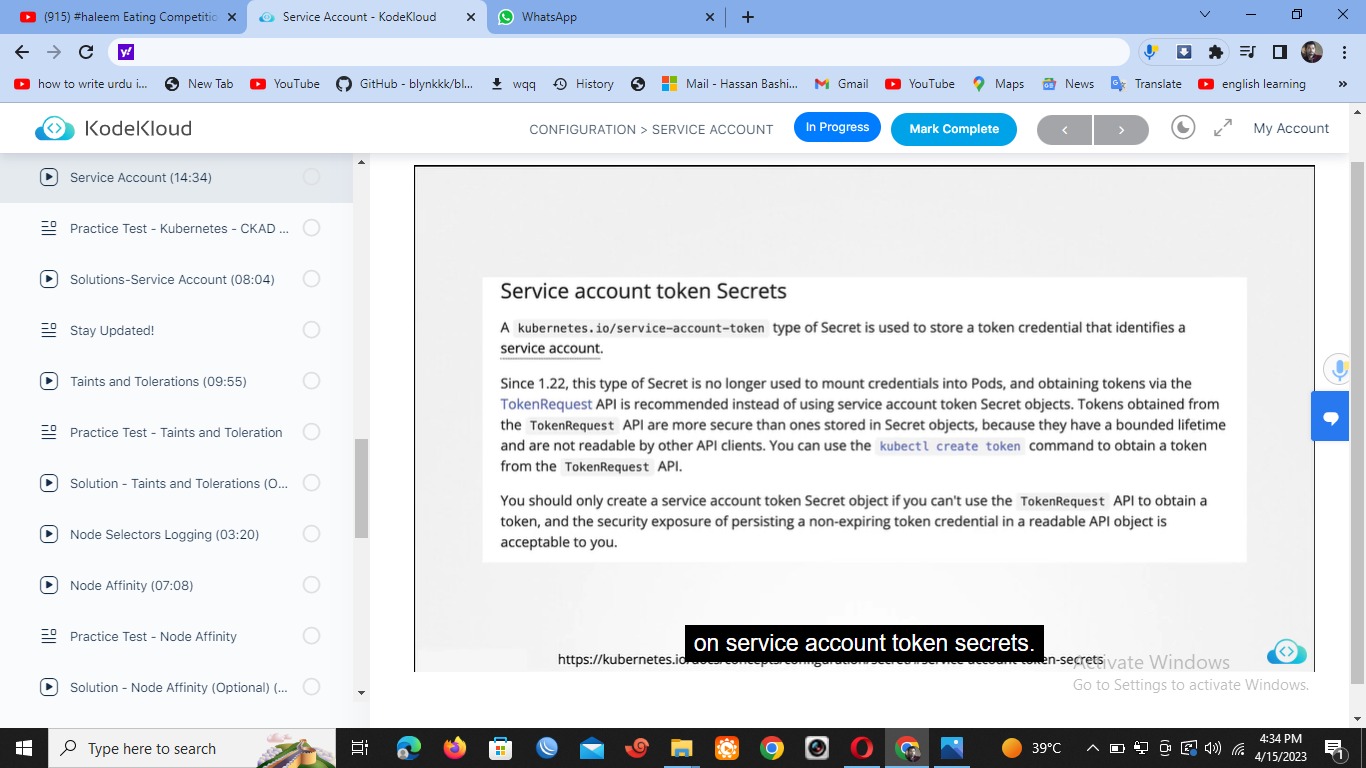 (915) #haleem Eating Competitio
Service Account - KodeKloud
WhatsApp
how to write urdu i...
New Tab
YouTube
GitHub - blynkkk/bl...
wqq
History
Mail - Hassan Bashi...
Gmail
YouTube
Maps
News
Translate
english learning
KodeKloud
CONFIGURATION > SERVICE ACCOUNT
In Progress
Mark Complete
My Account
Service Account (14:34)
Practice Test - Kubernetes - CKAD ...
Solutions-Service Account (08:04)
Stay Updated!
Taints and Tolerations (09:55)
Practice Test - Taints and Toleration
Solution - Taints and Tolerations (O...
Node Selectors Logging (03:20)
Node Affinity (07:08)
Practice Test - Node Affinity
Solution - Node Affinity (Optional) (...
Service account token Secrets
A kubernetes.io/service-account-token type of Secret is used to store a token credential that identifies a
service account.
Since 1.22, this type of Secret is no longer used to mount credentials into Pods, and obtaining tokens via the
TokenRequest API is recommended instead of using service account token Secret objects. Tokens obtained from
the TokenRequest API are more secure than ones stored in Secret objects, because they have a bounded lifetime
and are not readable by other API clients. You can use the kubectl create token command to obtain a token
from the TokenRequest API.
You should only create a service account token Secret object if you can't use the TokenRequest API to obtain a
token, and the security exposure of persisting a non-expiring token credential in a readable API object is
acceptable to you.
on service account token secrets.
Activate Windows
Go to Settings to activate Windows.
Type here to search
39°C
4:34 PM
4/15/2023
1